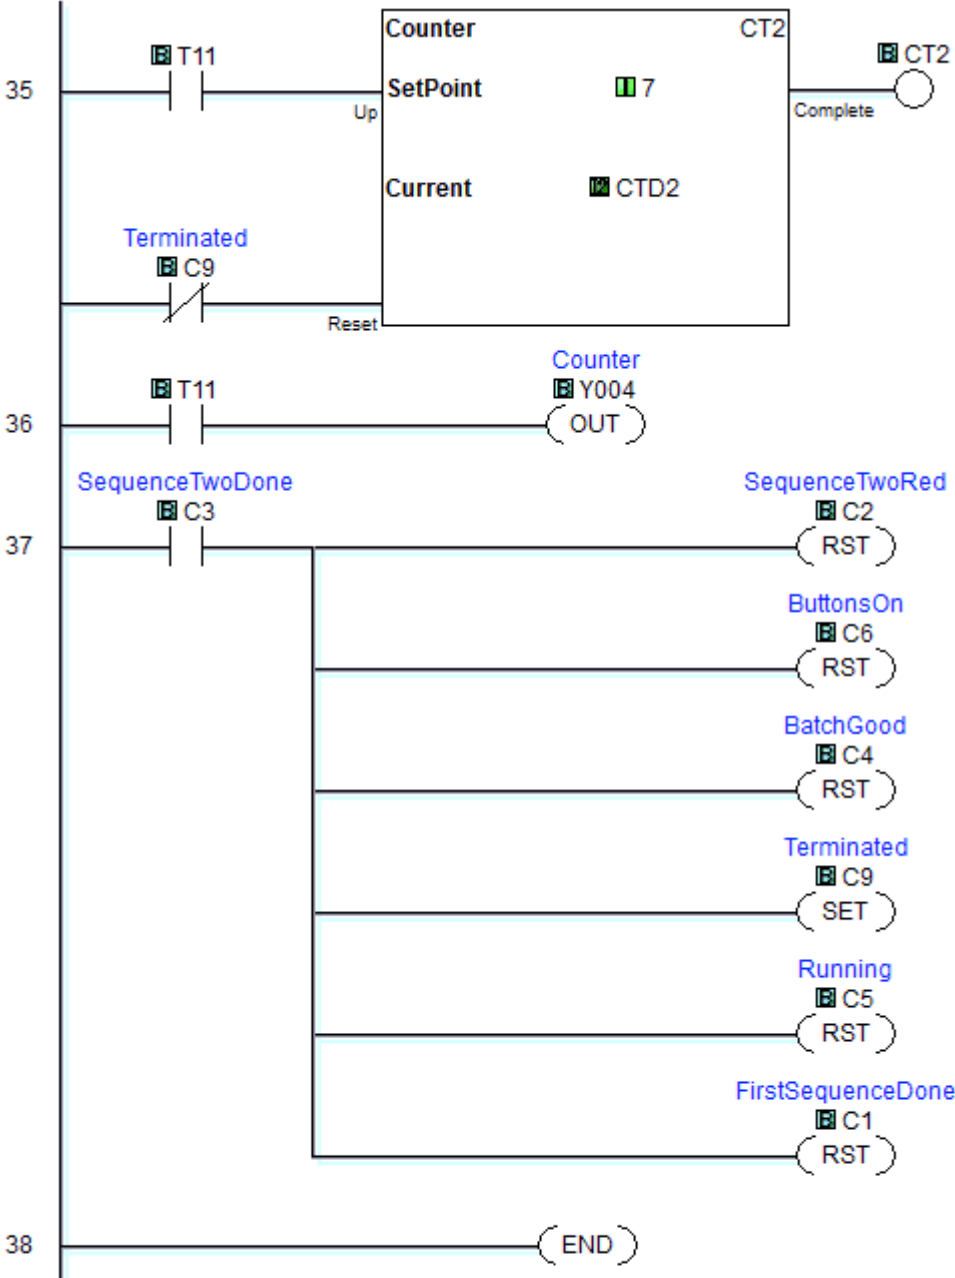 Counter CT2
B T11 B CT2
35 SetPoint 7
Up Complete
Current CTD2
Terminated
B C9
Reset
Counter
B T11 B Y004
36 OUT
SequenceTwoDone SequenceTwoRed
B C3 B C2
37 RST
ButtonsOn
B C6
RST
BatchGood
B C4
RST
Terminated
B C9
SET
Running
B C5
RST
FirstSequenceDone
B C1
RST
38 END